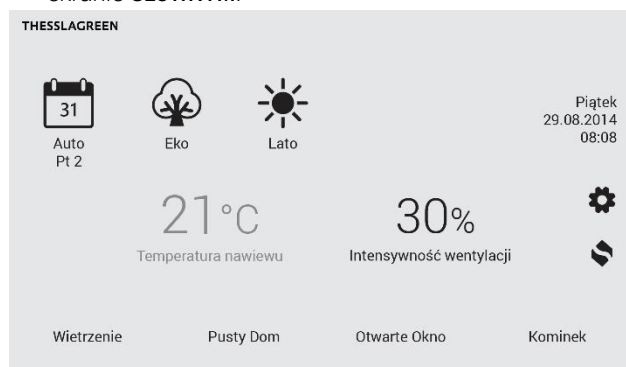 THESSLAGREEN
31
Auto
Pt 2
Eko
Lato
Piątek
29.08.2014
08:08
21°C
Temperatura nawiewu
30%
Intensywność wentylacji
Wietrzenie
Pusty Dom
Otwarte Okno
Kominek